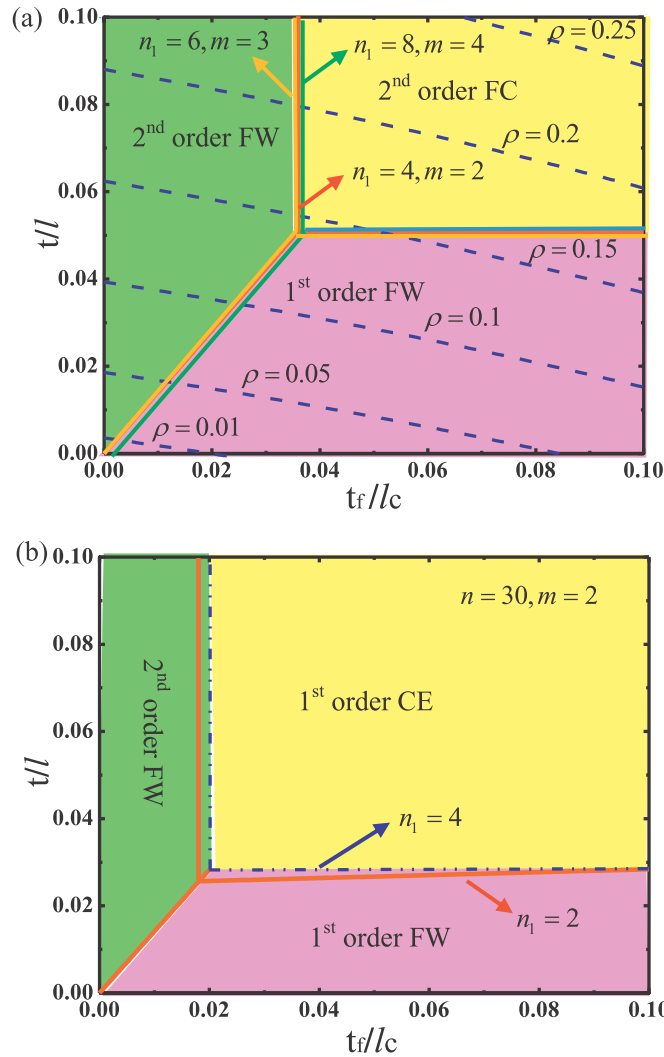 (a)
0.10
n₁ = 6, m = 3
n₁ = 8, m = 4
ρ = 0.25
2nd order FC
2nd order FW
0.08
ρ = 0.2
n₁ = 4, m = 2
0.06
t/l
ρ = 0.15
0.04
1st order FW
ρ = 0.1
0.02
ρ = 0.05
ρ = 0.01
0.00
0.00 0.02 0.04 0.06 0.08 0.10
tf/lc
(b)
0.10
n = 30, m = 2
0.08
2nd order FW
1st order CE
0.06
t/l
0.04
n₁ = 4
0.02
n₁ = 2
1st order FW
0.00
0.00 0.02 0.04 0.06 0.08 0.10
tf/lc